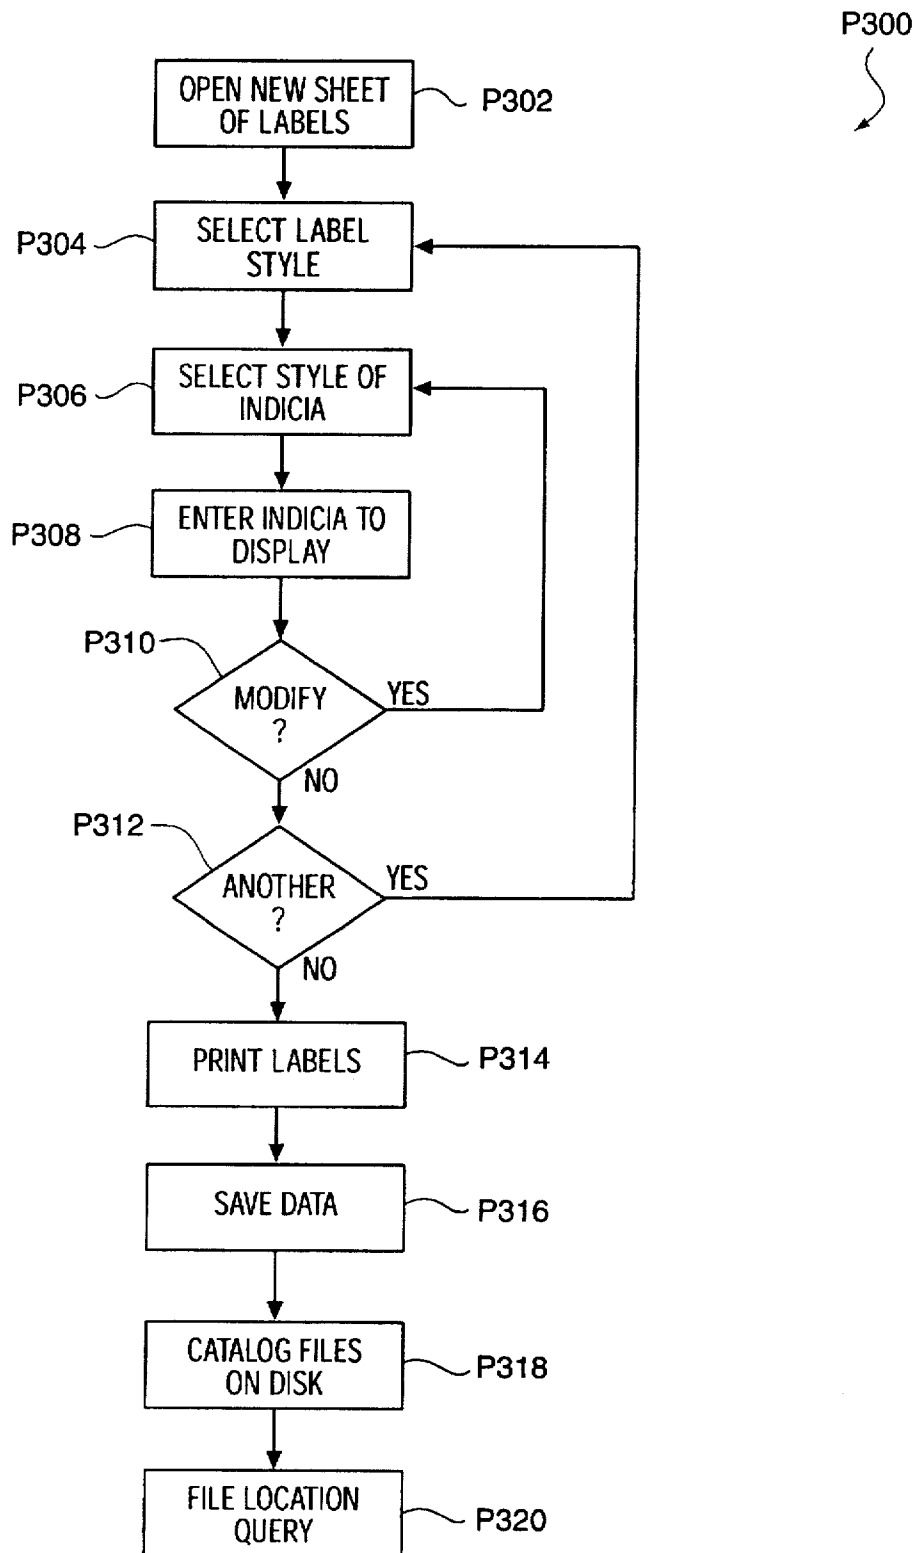 P300
OPEN NEW SHEET
OF LABELS
P302
SELECT LABEL
STYLE
P304
SELECT STYLE OF
INDICIA
P306
ENTER INDICIA TO
DISPLAY
P308
P310
MODIFY
?
YES
NO
P312
ANOTHER
?
YES
NO
PRINT LABELS
P314
SAVE DATA
P316
CATALOG FILES
ON DISK
P318
FILE LOCATION
QUERY
P320